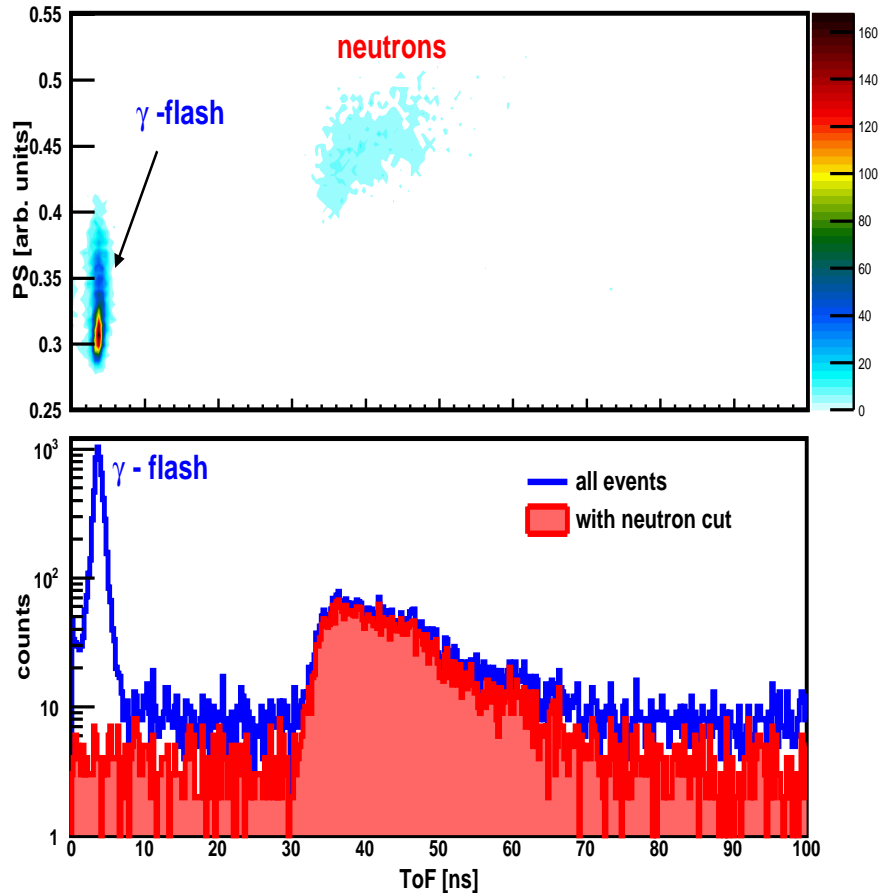 0.55
0.5
0.45
0.4
0.35
0.3
0.25
PS [arb. units]
neutrons
γ -flash
160
140
120
100
80
60
40
20
0
10³
10²
10
1
counts
γ - flash
all events
with neutron cut
0 10 20 30 40 50 60 70 80 90 100
ToF [ns]